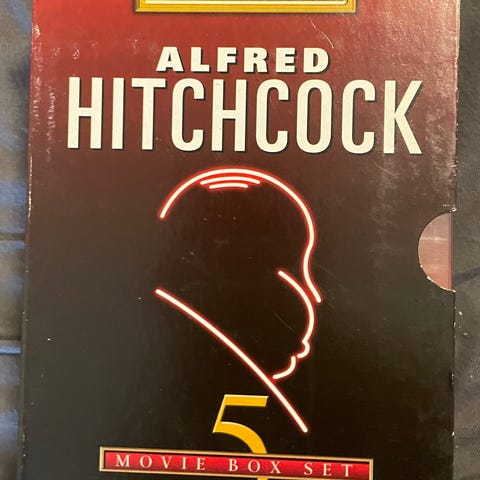 ALFRED
HITCHCOCK
5
MOVIE BOX SET